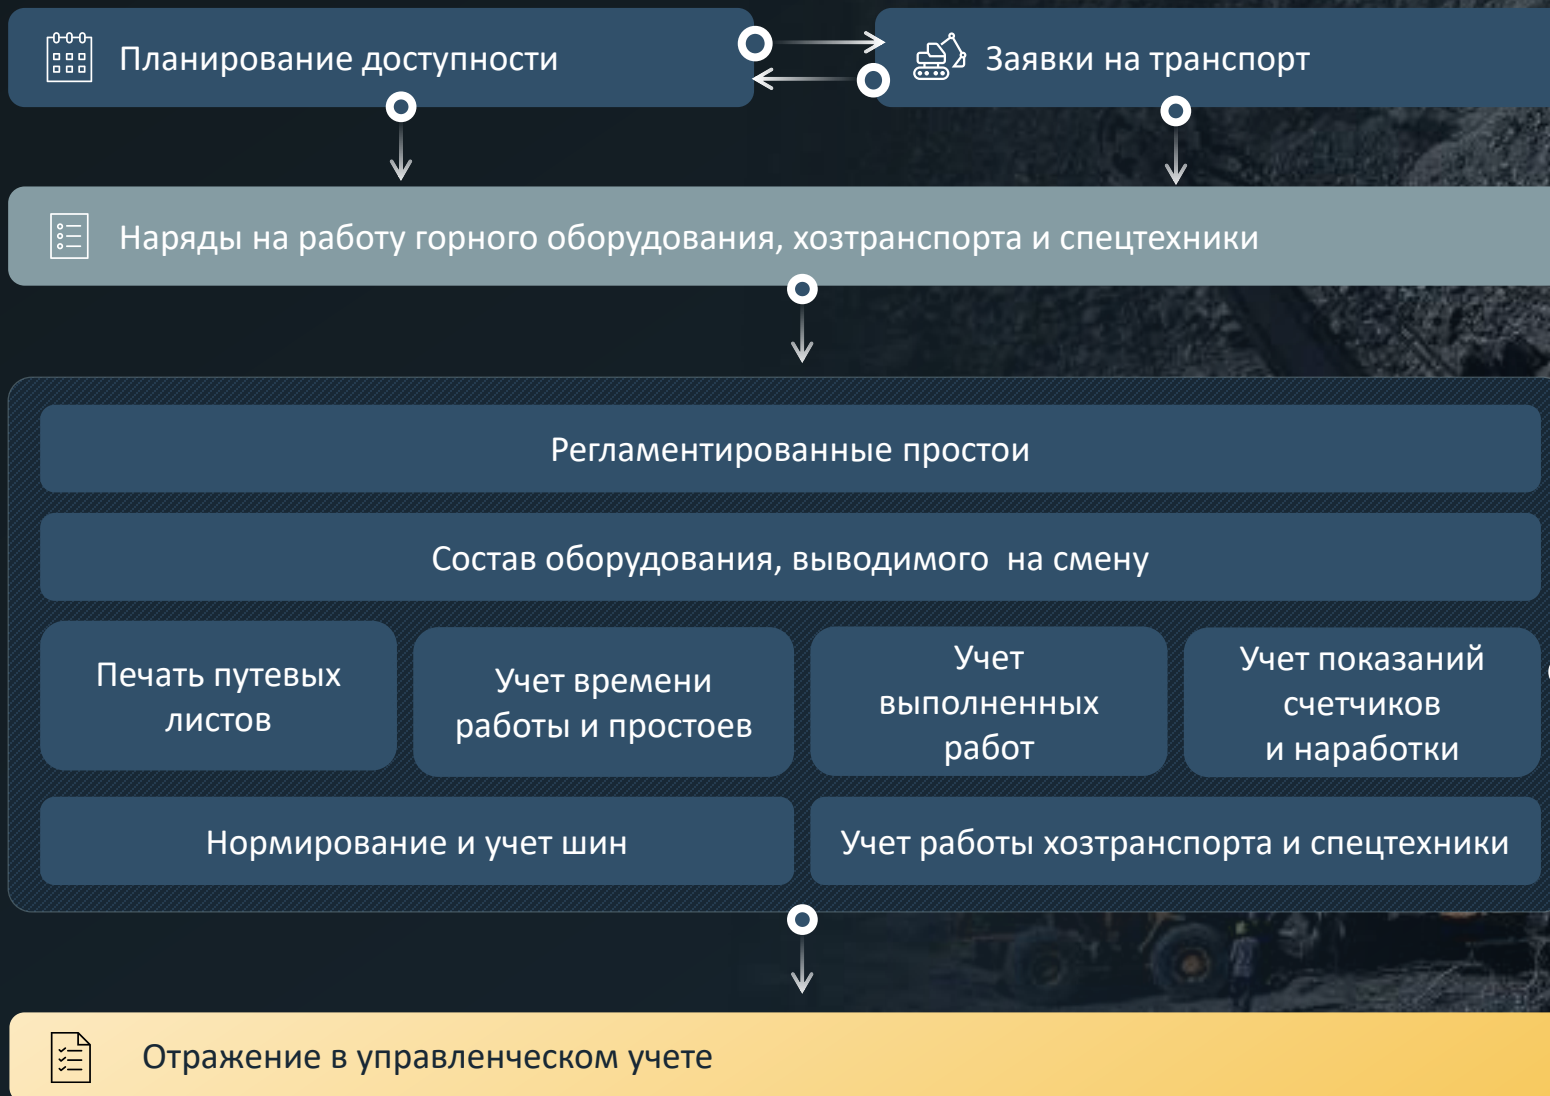 Планирование доступности
Заявки на транспорт
Наряды на работу горного оборудования, хозтранспорта и спецтехники
Регламентированные простои
Состав оборудования, выводимого на смену
Печать путевых
листов
Учет времени
работы и простоев
Учет
выполненных
работ
Учет показаний
счетчиков
и наработки
Нормирование и учет шин
Учет работы хозтранспорта и спецтехники
Отражение в управленческом учете